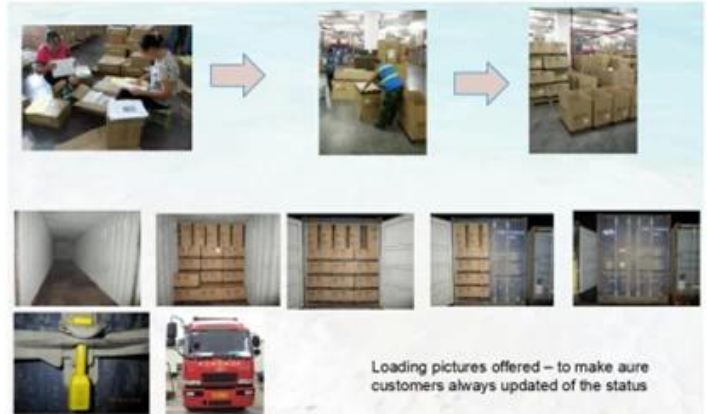 Loading pictures offered – to make aure
customers always updated of the status